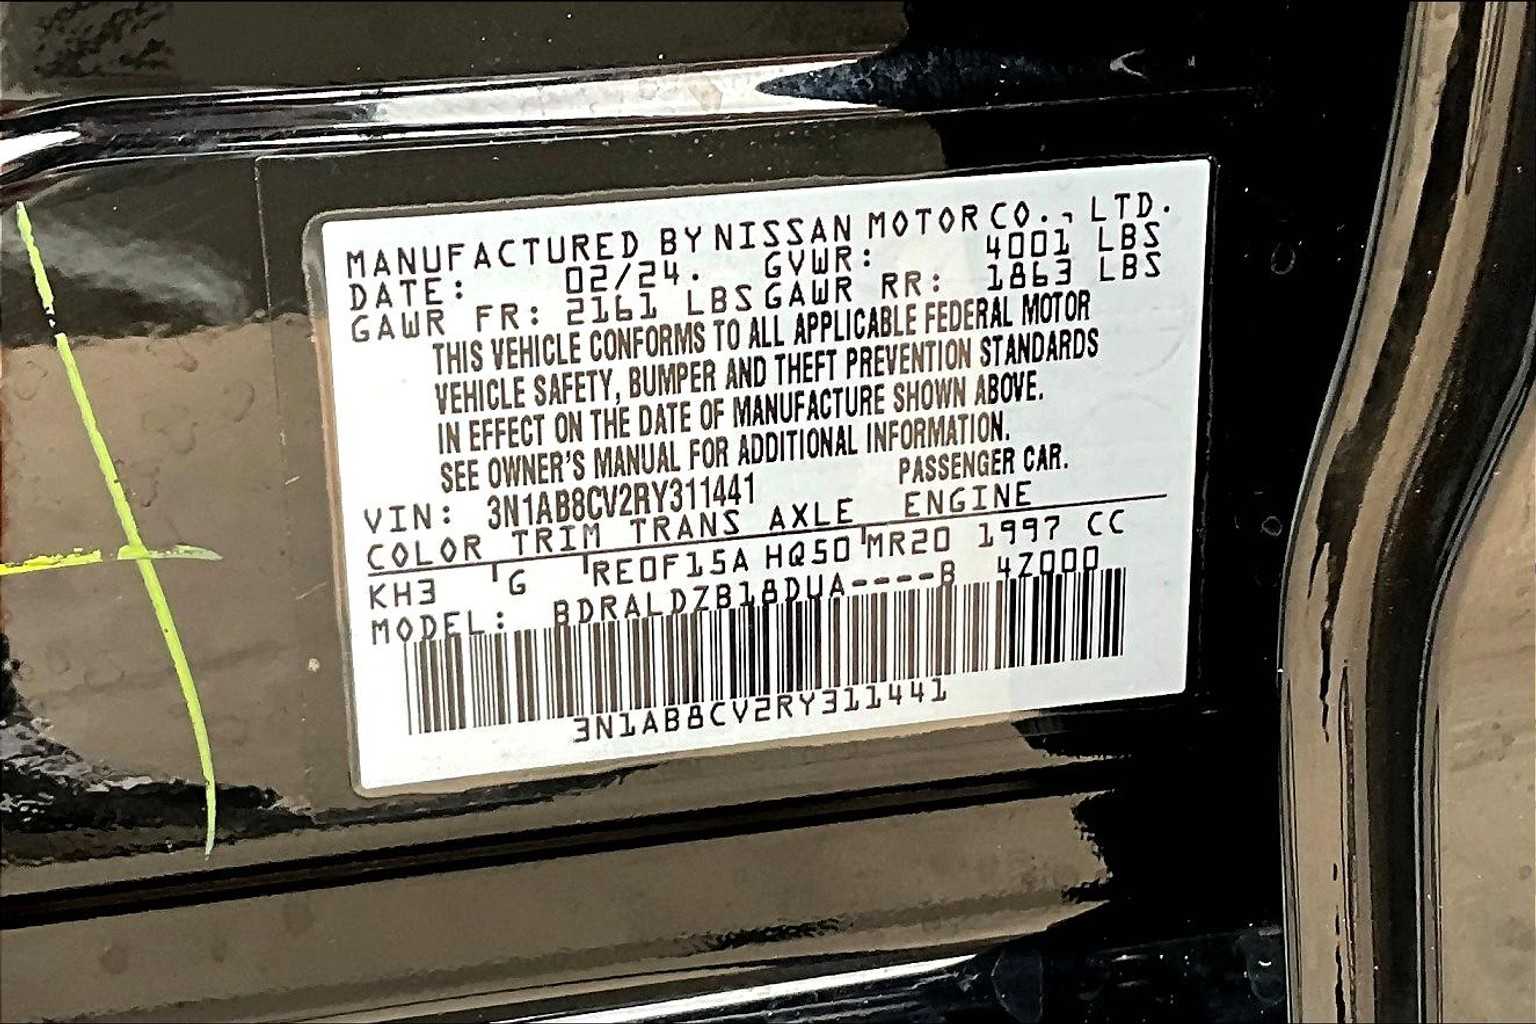 MANUFACTURED BY NISSAN MOTOR CO., LTD.
DATE: 02/24. GVWR: 4001 LBS
GAWR FR: 2161 LBS GAWR RR: 1863 LBS
THIS VEHICLE CONFORMS TO ALL APPLICABLE FEDERAL MOTOR
VEHICLE SAFETY, BUMPER AND THEFT PREVENTION STANDARDS
IN EFFECT ON THE DATE OF MANUFACTURE SHOWN ABOVE.
SEE OWNER'S MANUAL FOR ADDITIONAL INFORMATION.
VIN: 3N1AB8CV2RY311441 PASSENGER CAR.
COLOR TRIM TRANS AXLE ENGINE
KH3 G RE0F15A HQ50 MR20 1997 CC
MODEL: BDRALDZB18DUA----B 4Z000
3N1AB8CV2RY311441